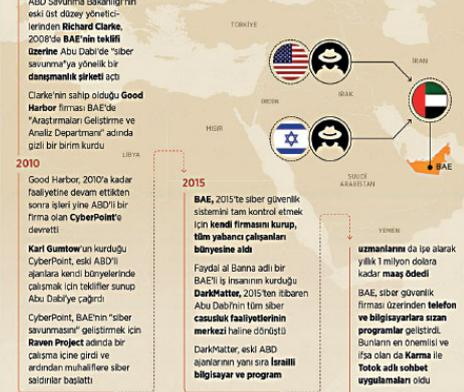 ABD Savunma Bakanlığı'nın
eski üst düzey yönetici-
lerinden Richard Clarke,
2008'de BAE'nin teklifi
üzerine Abu Dabi'de "siber
savunma"ya yönelik bir
danışmanlık şirketi açtı
Clarke'nin sahip olduğu Good
Harbor firması BAE'de
"Araştırmaları Geliştirme ve
Analiz Departmanı" adında
gizli bir birim kurdu
2010
Good Harbor, 2010'a kadar
faaliyetine devam ettikten
sonra işleri yine ABD'li bir
firma olan CyberPoint'e
devretti
Karl Gumtow'un kurduğu
CyberPoint, eski ABD'li
ajanlara kendi bünyelerinde
çalışmak için teklifler sunup
Abu Dabi'ye çağırdı
CyberPoint, BAE'nin "siber
savunmasını" geliştirmek için
Raven Project adında bir
çalışma içine girdi ve
ardından muhaliflere siber
saldırılar başlattı
2015
BAE, 2015'te siber güvenlik
sistemini tam kontrol etmek
için kendi firmasını kurup,
tüm yabancı çalışanları
bünyesine aldı
Faydal al Banna adlı bir
BAE'li iş insanının kurduğu
DarkMatter, 2015'ten itibaren
Abu Dabi'nin tüm siber
casusluk faaliyetlerinin
merkezi haline dönüştü
DarkMatter, eski ABD
ajanlarının yanı sıra İsrailli
bilgisayar ve program
uzmanlarını da işe alarak
yıllık 1 milyon dolara
kadar maaş ödedi
BAE, siber güvenlik
firması üzerinden telefon
ve bilgisayarlara sızan
programlar geliştirdi.
Bunların en önemlisi ve
ifşa olan da Karma ile
Totok adlı sohbet
uygulamaları oldu
TÜRKİYE
İRAN
IRAK
ÜRDÜN
MISIR
LİBYA
SUUDİ
ARABİSTAN
YEMEN
BAE